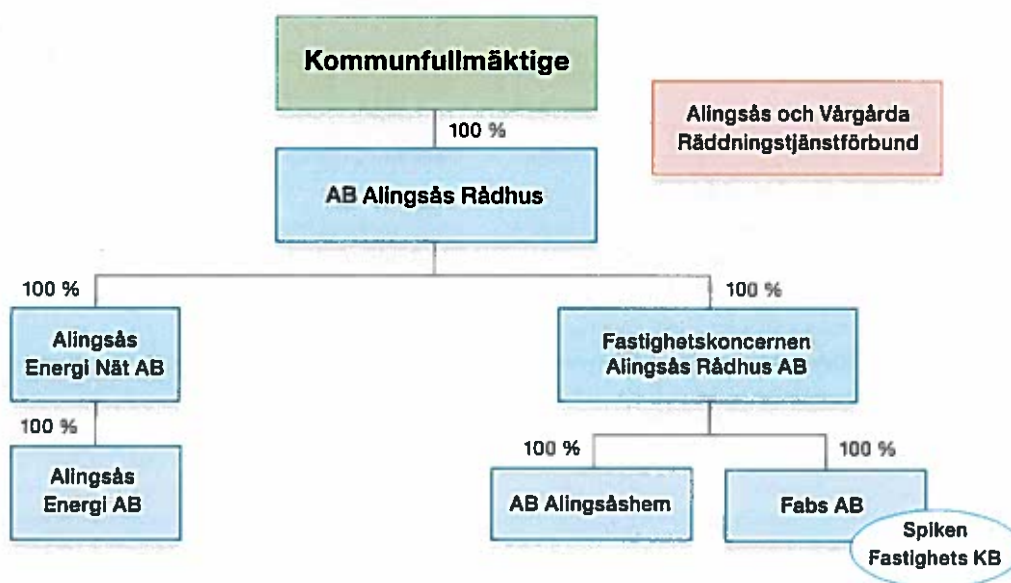 Kommunfullmäktige
Alingsås och Vårgårda
Räddningstjänstförbund
100 %
AB Alingsås Rådhus
100 %
100 %
Alingsås
Energi Nät AB
Fastighetskoncernen
Alingsås Rådhus AB
100 %
100 %
100 %
Alingsås
Energi AB
AB Alingsåshem
Fabs AB
Spiken
Fastighets KB